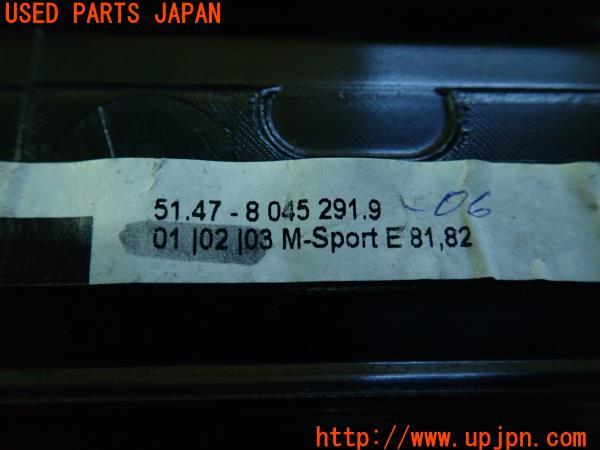 USED PARTS JAPAN
51.47 - 8 045 291.9 -06
01 |02 |03 M-Sport E 81,82
http://www.upjpn.com/